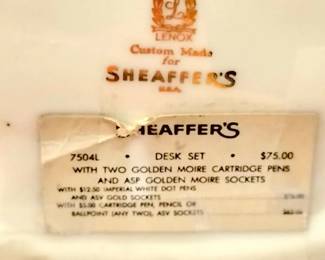 L
LENOX
Custom Made
for
SHEAFFER'S
U.S.A.
SHEAFFER'S
7504L • DESK SET • $75.00
WITH TWO GOLDEN MOIRE CARTRIDGE PENS
AND ASP GOLDEN MOIRE SOCKETS
WITH $12.50 IMPERIAL WHITE DOT PENS
AND ASV GOLD SOCKETS
WITH $5.00 CARTRIDGE PEN, PENCIL OR
BALLPOINT (ANY TWO), ASV SOCKETS